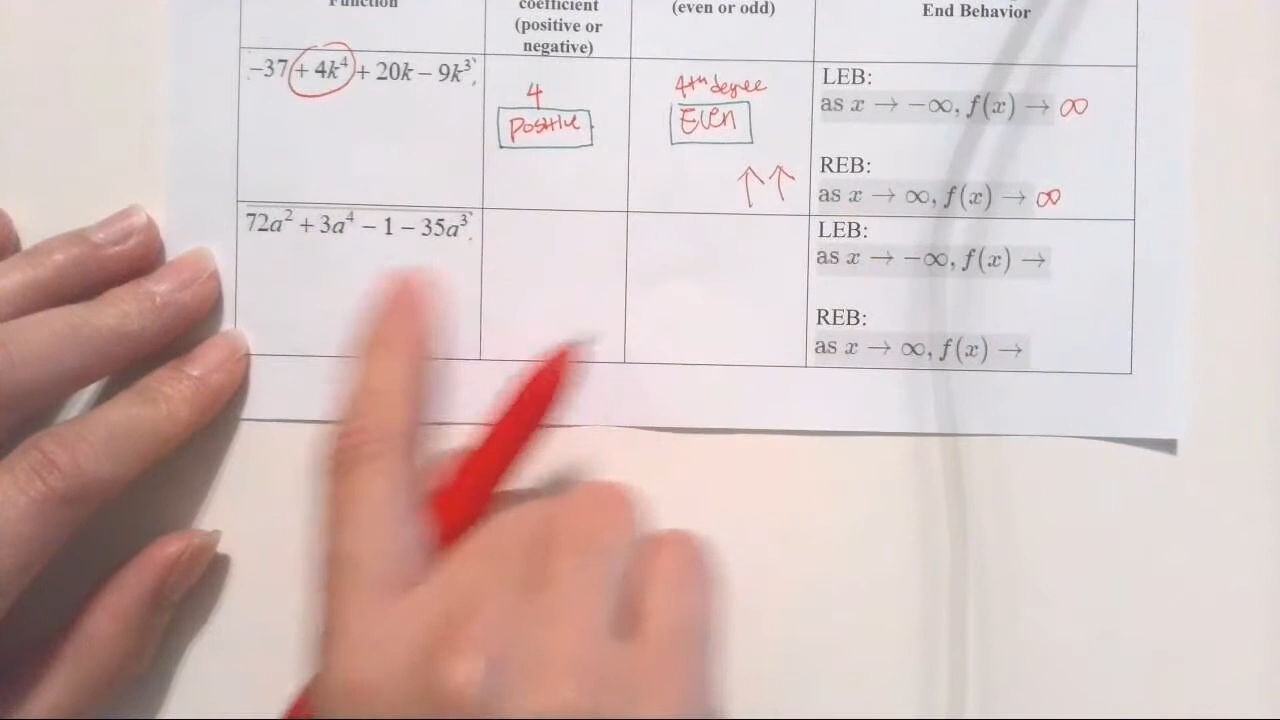 Function
coefficient
(positive or
negative)
(even or odd)
End Behavior
-37 + 4k⁴ + 20k - 9k³,
4
Positive
4th degree
Even
↑↑
LEB:
as x → -∞, f(x) → ∞
REB:
as x → ∞, f(x) → ∞
72a² + 3a⁴ - 1 - 35a³.
LEB:
as x → -∞, f(x) →
REB:
as x → ∞, f(x) →